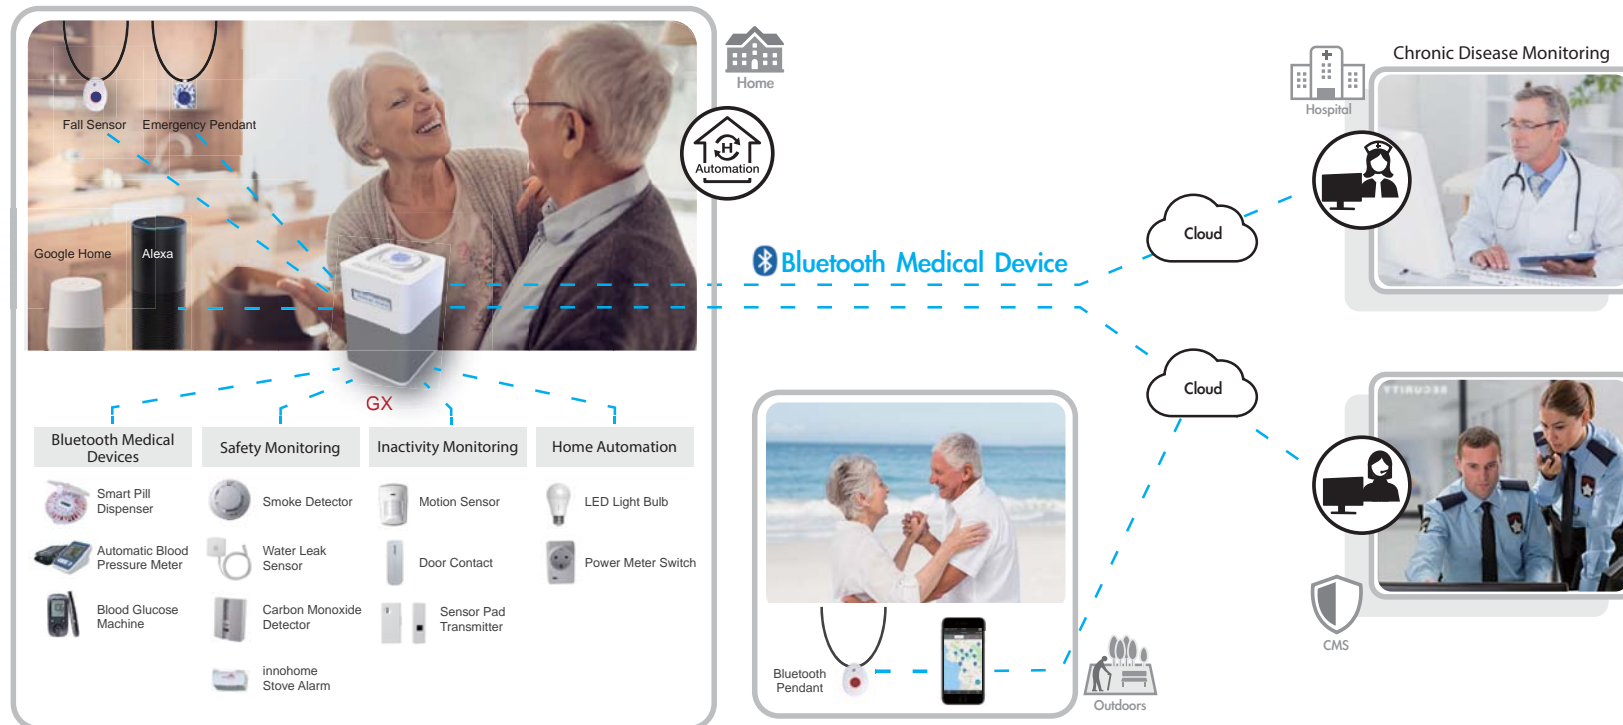 Fall Sensor
Emergency Pendant
Google Home
Alexa
Home
H
Automation
Bluetooth Medical Device
Cloud
Hospital
Chronic Disease Monitoring
Cloud
SECURITY
CMS
GX
Bluetooth Medical
Devices
Smart Pill
Dispenser
Automatic Blood
Pressure Meter
Blood Glucose
Machine
Safety Monitoring
Smoke Detector
Water Leak
Sensor
Carbon Monoxide
Detector
innohome
Stove Alarm
Inactivity Monitoring
Motion Sensor
Door Contact
Sensor Pad
Transmitter
Home Automation
LED Light Bulb
Power Meter Switch
Bluetooth
Pendant
Outdoors